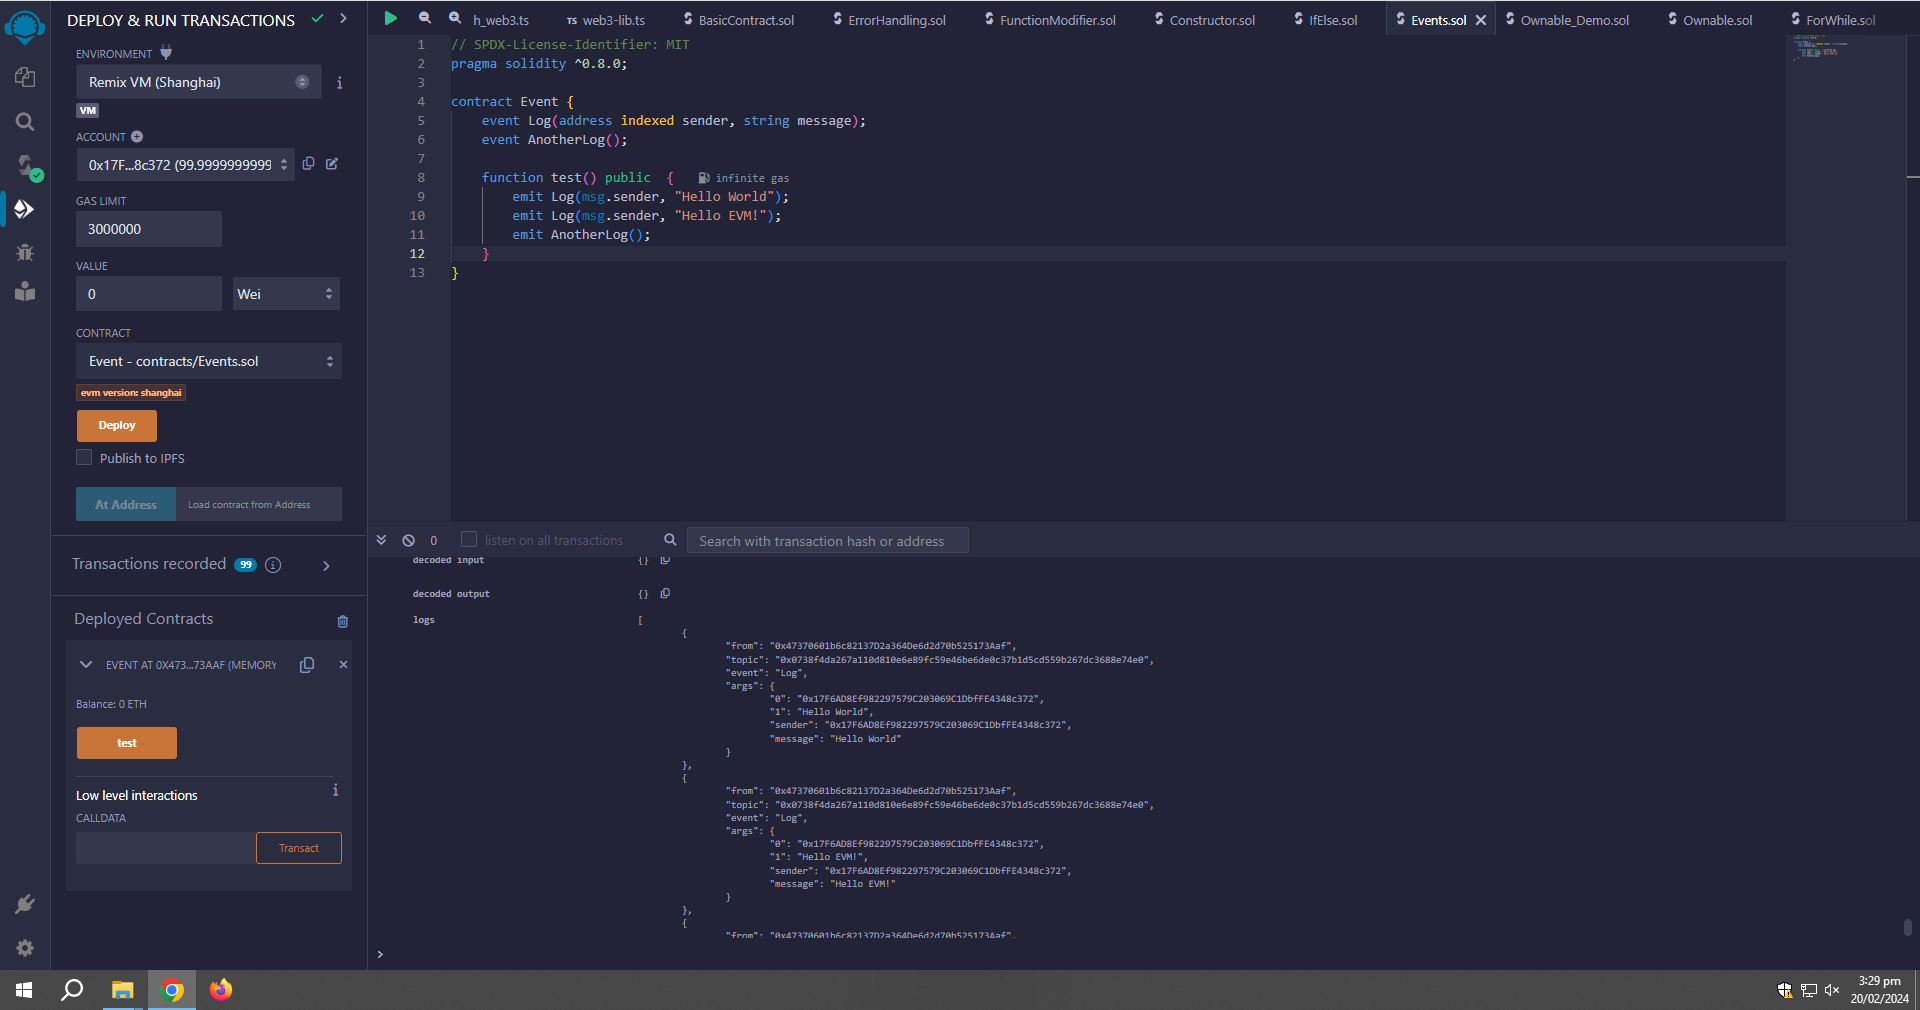 DEPLOY & RUN TRANSACTIONS
ENVIRONMENT
Remix VM (Shanghai)
VM
ACCOUNT
0x17F...8c372 (99.9999999999
GAS LIMIT
3000000
VALUE
0
Wei
CONTRACT
Event - contracts/Events.sol
evm version: shanghai
Deploy
Publish to IPFS
At Address
Load contract from Address
Transactions recorded 99
Deployed Contracts
EVENT AT 0X473...73AAF (MEMORY
Balance: 0 ETH
test
Low level interactions
CALLDATA
Transact
h_web3.ts
TS web3-lib.ts
BasicContract.sol
ErrorHandling.sol
FunctionModifier.sol
Constructor.sol
IfElse.sol
Events.sol
Ownable_Demo.sol
Ownable.sol
ForWhile.sol
1 // SPDX-License-Identifier: MIT
2 pragma solidity ^0.8.0;
3
4 contract Event {
5 event Log(address indexed sender, string message);
6 event AnotherLog();
7
8 function test() public { infinite gas
9 emit Log(msg.sender, "Hello World");
10 emit Log(msg.sender, "Hello EVM!");
11 emit AnotherLog();
12 }
13 }
0
listen on all transactions
Search with transaction hash or address
decoded input {}
decoded output {}
logs [
{
"from": "0x47370601b6c82137D2a364De6d2d70b525173Aaf",
"topic": "0x0738f4da267a110d810e6e89fc59e46be6de0c37b1d5cd559b267dc3688e74e0",
"event": "Log",
"args": {
"0": "0x17F6AD8Ef982297579C203069C1DbfFE4348c372",
"1": "Hello World",
"sender": "0x17F6AD8Ef982297579C203069C1DbfFE4348c372",
"message": "Hello World"
}
},
{
"from": "0x47370601b6c82137D2a364De6d2d70b525173Aaf",
"topic": "0x0738f4da267a110d810e6e89fc59e46be6de0c37b1d5cd559b267dc3688e74e0",
"event": "Log",
"args": {
"0": "0x17F6AD8Ef982297579C203069C1DbfFE4348c372",
"1": "Hello EVM!",
"sender": "0x17F6AD8Ef982297579C203069C1DbfFE4348c372",
"message": "Hello EVM!"
}
},
{
"from": "0x47370601b6c82137D2a364De6d2d70b525173Aaf",
>
3:29 pm
20/02/2024